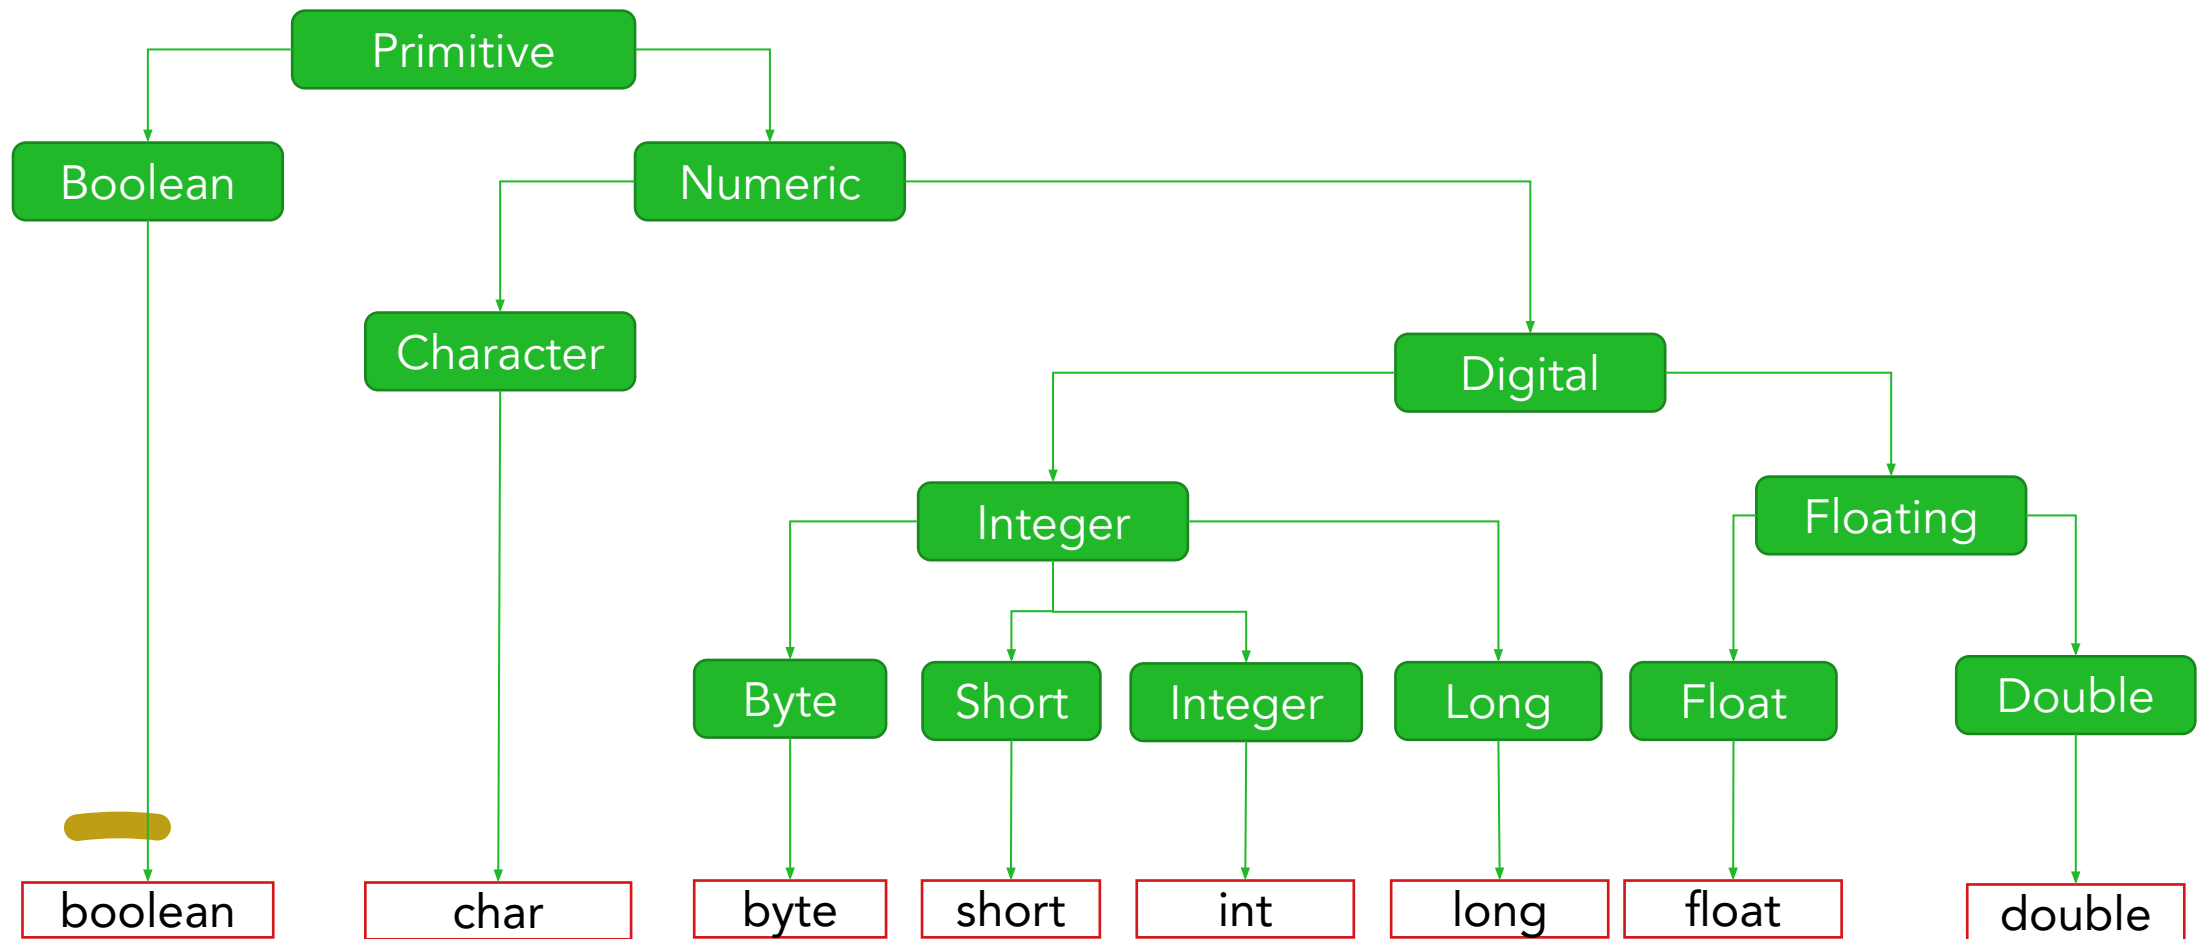 Primitive
Boolean
Numeric
Character
Digital
Integer
Floating
Byte
Short
Integer
Long
Float
Double
boolean
char
byte
short
int
long
float
double